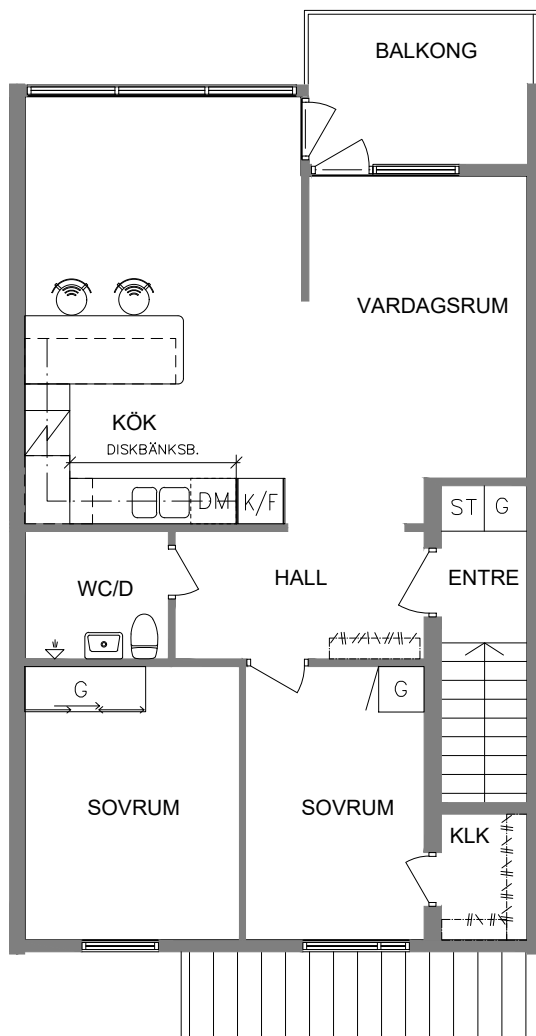 BALKONG
VARDAGSRUM
KÖK
DISKBÄNKSB.
DM K/F
ST G
HALL
ENTRE
WC/D
G
G
SOVRUM
SOVRUM
KLK